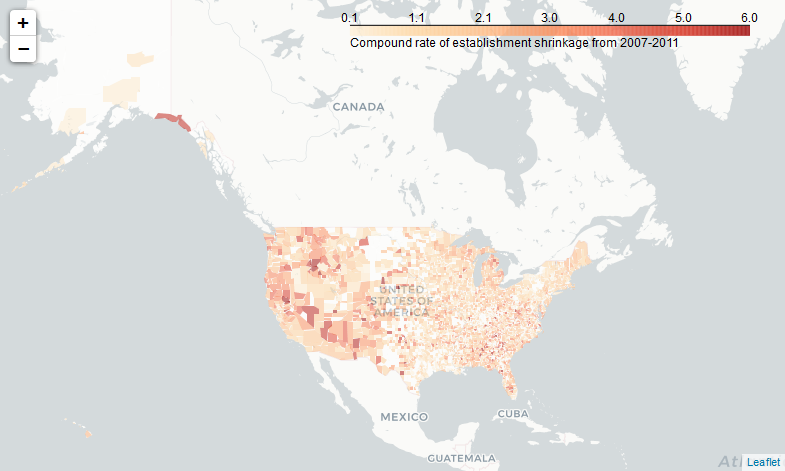 +
−
0.1 1.1 2.1 3.0 4.0 5.0 6.0
Compound rate of establishment shrinkage from 2007-2011
CANADA
UNITED
STATES OF
AMERICA
MEXICO
CUBA
GUATEMALA
Leaflet